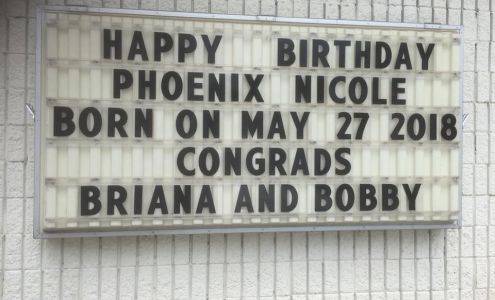 HAPPY BIRTHDAY
PHOENIX NICOLE
BORN ON MAY 27 2018
CONGRADS
BRIANA AND BOBBY